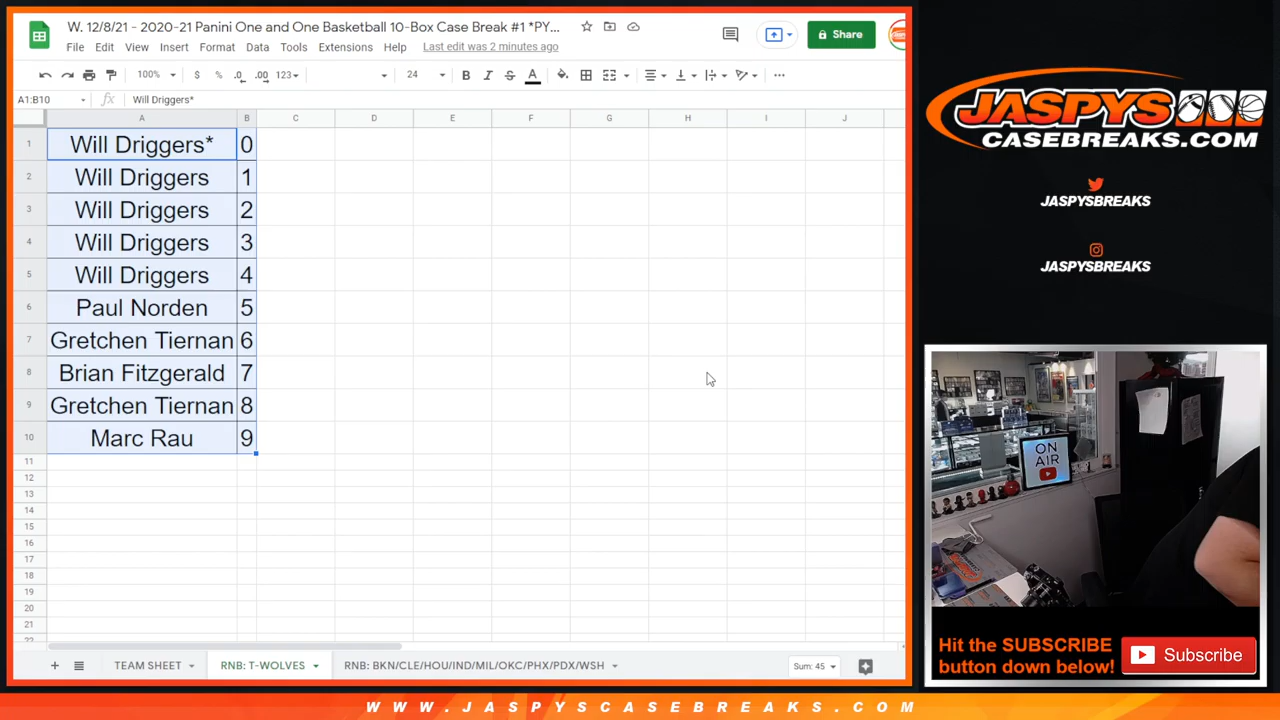 W. 12/8/21 - 2020-21 Panini One and One Basketball 10-Box Case Break #1 *PY...
File Edit View Insert Format Data Tools Extensions Help Last edit was 2 minutes ago
Share
100% $ % .0 .00 123 24 B I S A
A1:B10 fx Will Driggers*
A B C D E F G H I J
1 Will Driggers* 0
2 Will Driggers 1
3 Will Driggers 2
4 Will Driggers 3
5 Will Driggers 4
6 Paul Norden 5
7 Gretchen Tiernan 6
8 Brian Fitzgerald 7
9 Gretchen Tiernan 8
10 Marc Rau 9
11
12
13
14
15
16
17
18
19
20
21
22
TEAM SHEET RNB: T-WOLVES RNB: BKN/CLE/HOU/IND/MIL/OKC/PHX/PDX/WSH Sum: 45
JASPYS
CASEBREAKS.COM
JASPYSBREAKS
JASPYSBREAKS
ON
AIR
JASPYS
Hit the SUBSCRIBE
button down below!
Subscribe
WWW.JASPYSCASEBREAKS.COM